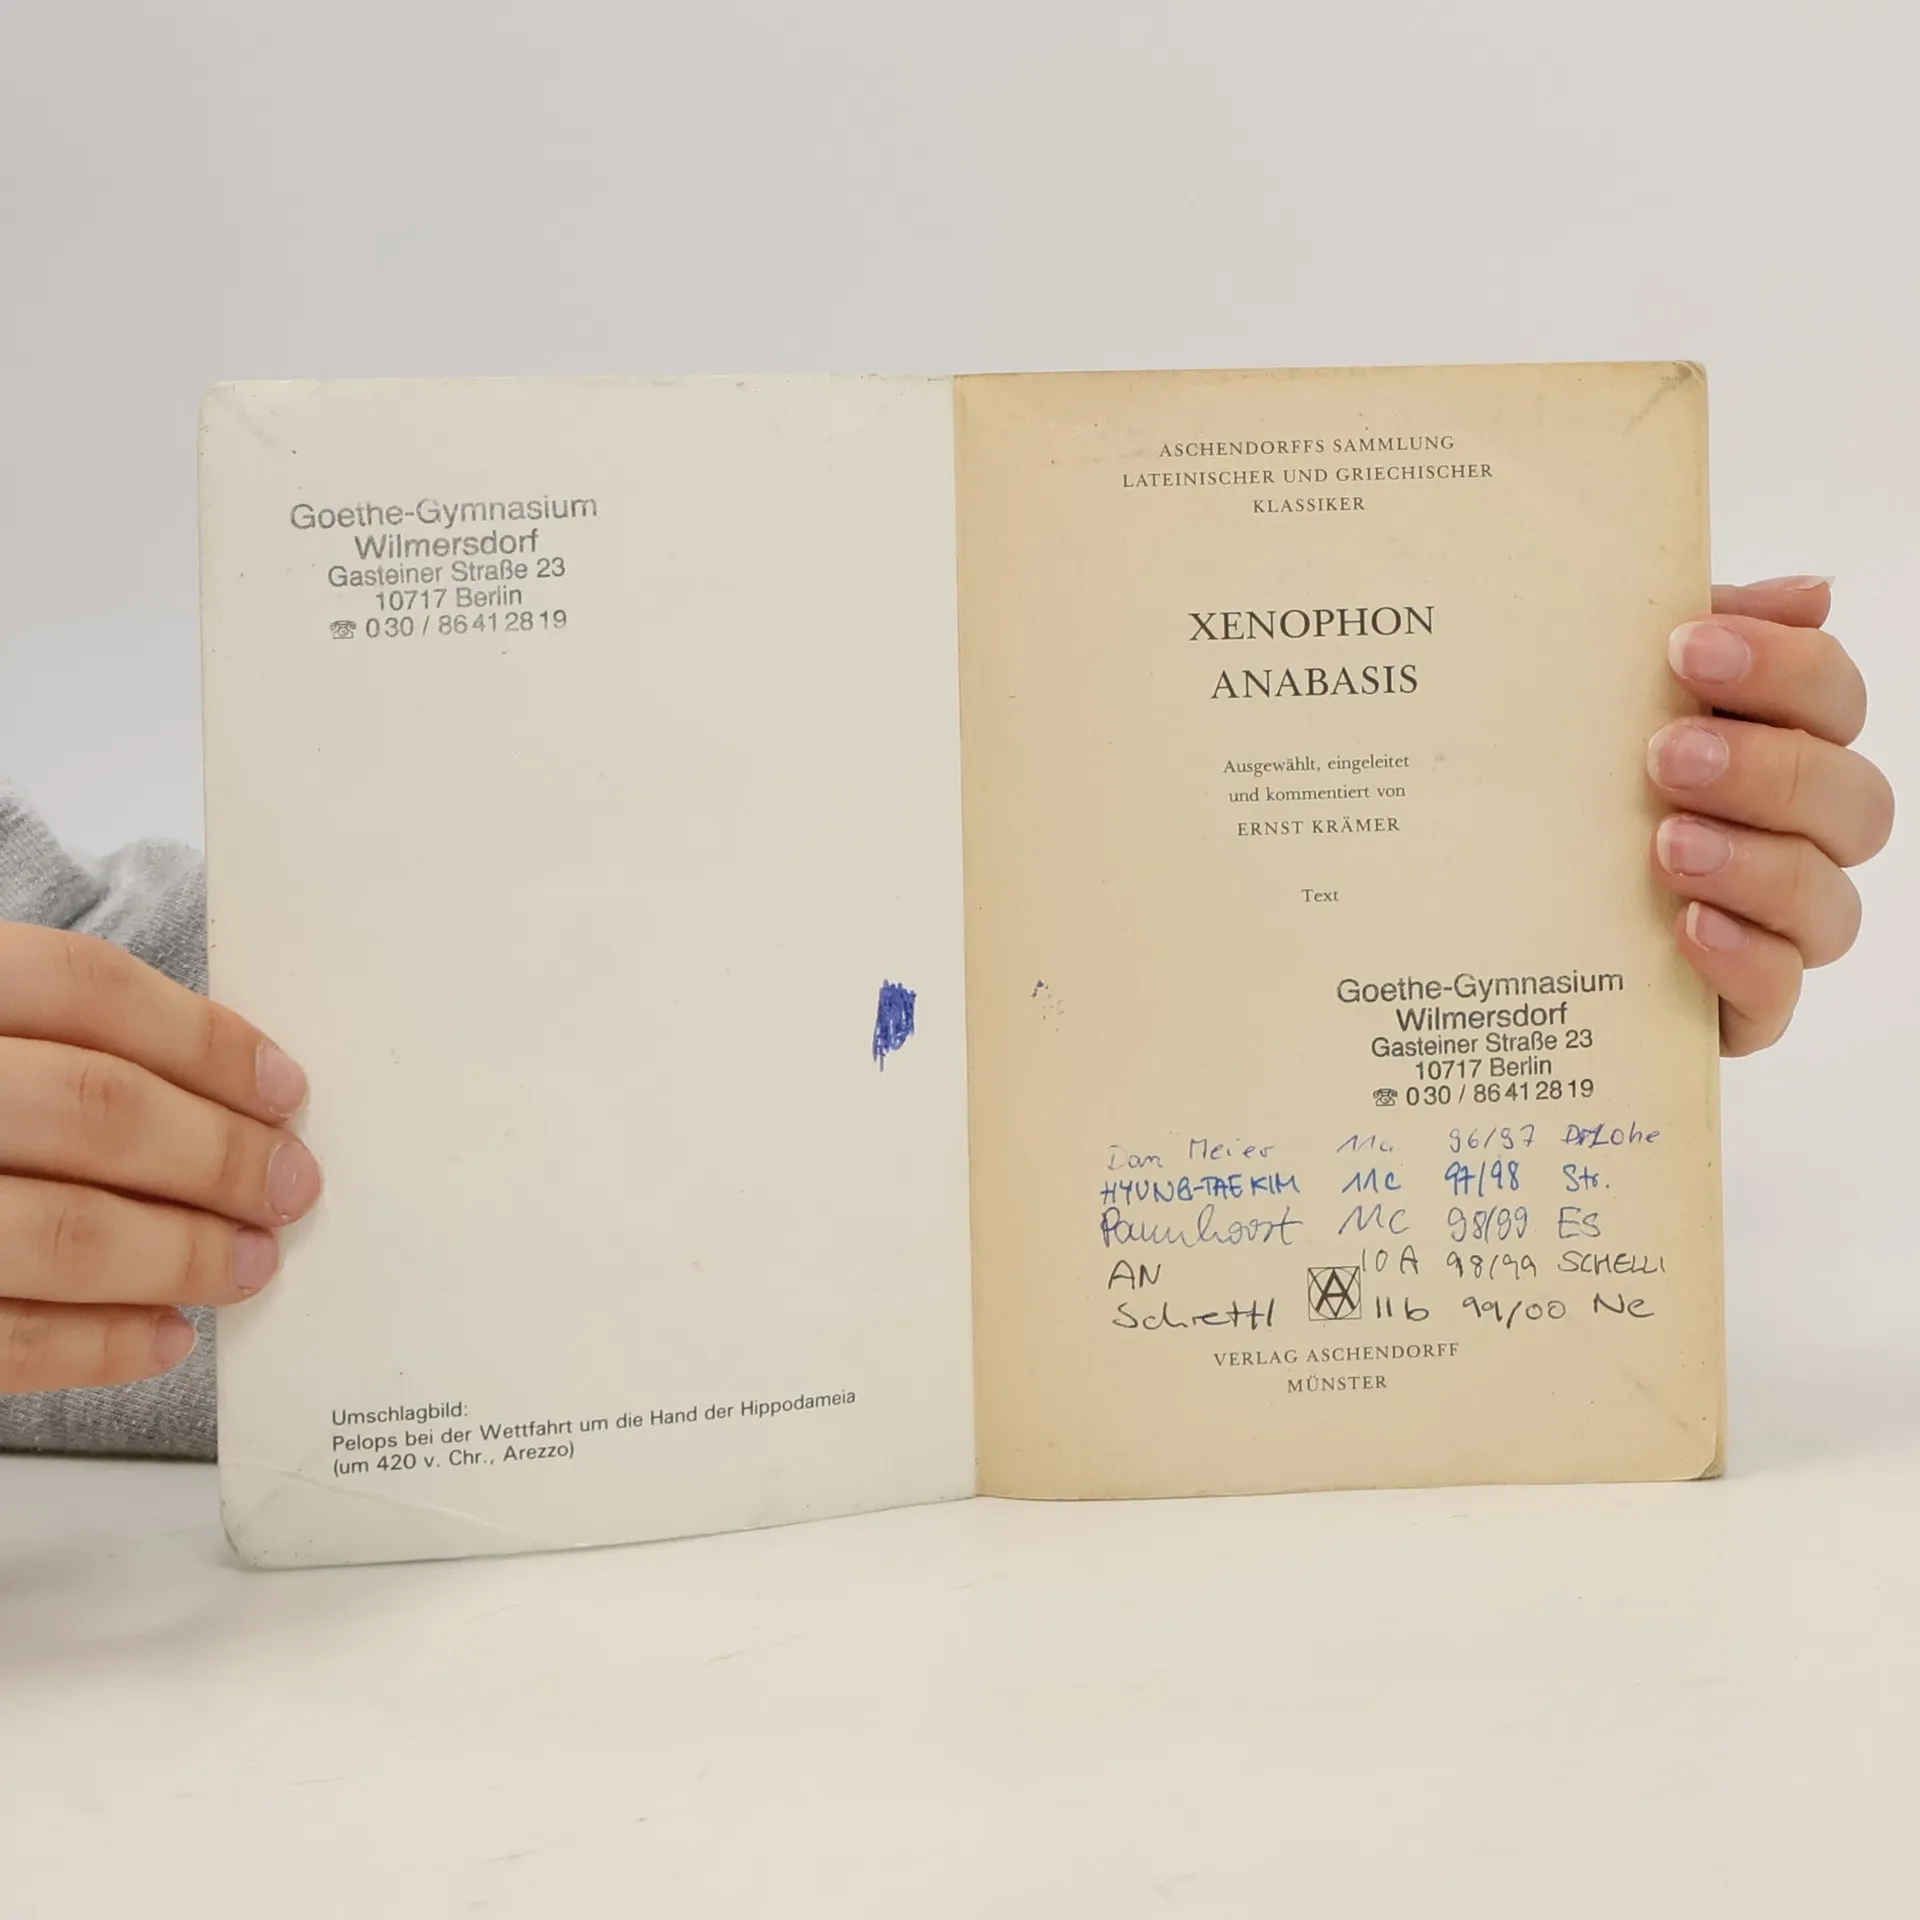 Goethe-Gymnasium
Wilmersdorf
Gasteiner Straße 23
10717 Berlin
☎ 030 / 86 41 28 19
Umschlagbild:
Pelops bei der Wettfahrt um die Hand der Hippodameia
(um 420 v. Chr., Arezzo)
ASCHENDORFFS SAMMLUNG
LATEINISCHER UND GRIECHISCHER
KLASSIKER
XENOPHON
ANABASIS
Ausgewählt, eingeleitet
und kommentiert von
ERNST KRÄMER
Text
Goethe-Gymnasium
Wilmersdorf
Gasteiner Straße 23
10717 Berlin
☎ 030 / 86 41 28 19
Dan Meier 11a 96/97
HYUNG-TAE KIM 11c 97/98 Str.
11C 98/99 ES
AN 10A 98/99 SCHELLI
Schrettl 11b 99/00 Ne
VERLAG ASCHENDORFF
MÜNSTER